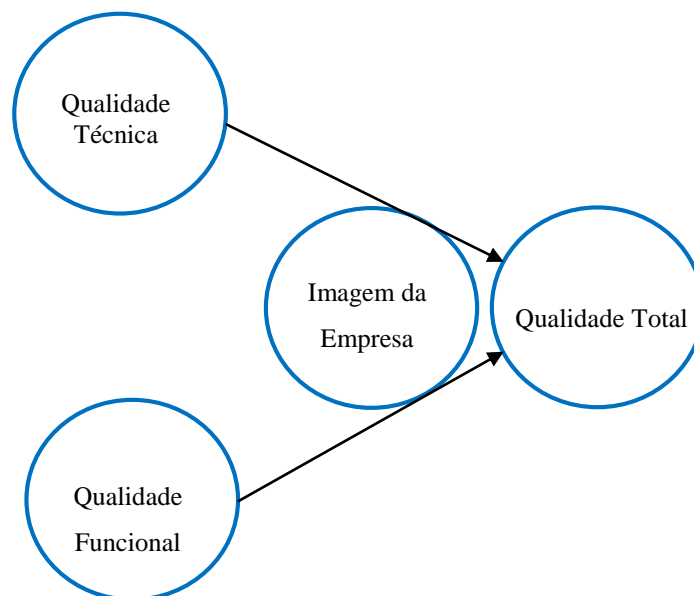 Qualidade
Técnica
Imagem da
Empresa
Qualidade Total
Qualidade
Funcional